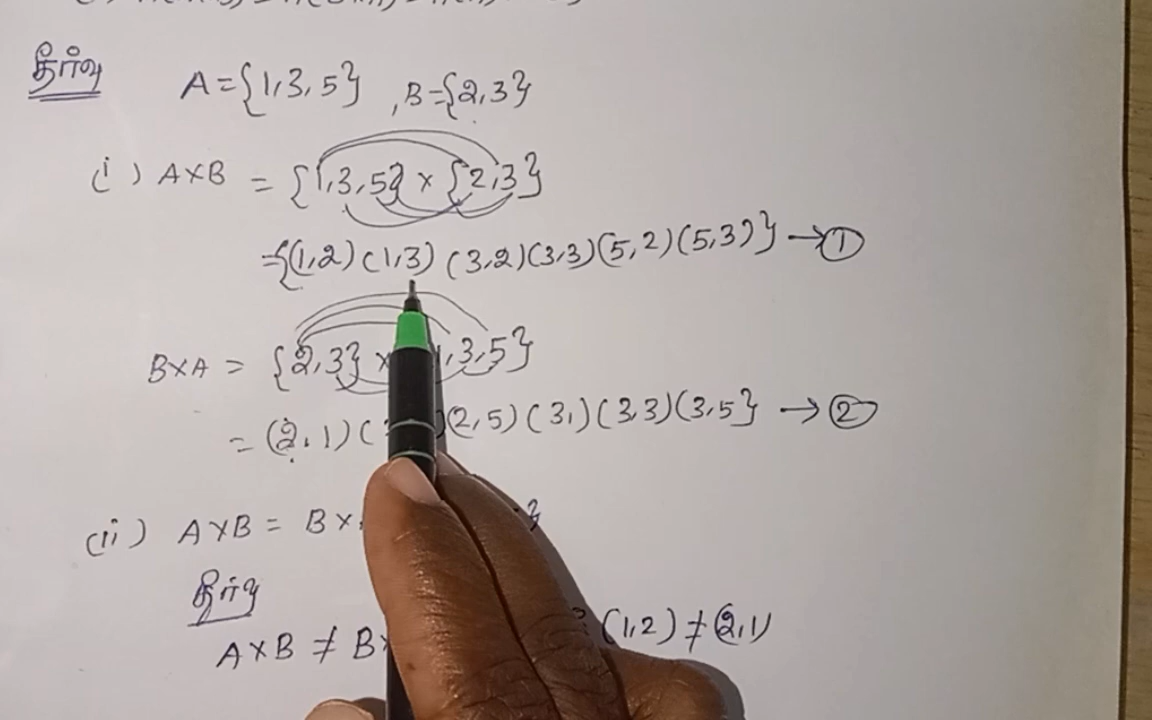 தீர்வு A={1,3,5} ,B={2,3}
(i) A×B = {1,3,5} × {2,3}
={(1,2)(1,3)(3,2)(3,3)(5,2)(5,3)} →①
B×A = {2,3} × 1,3,5}
= (2,1)( )(2,5)(3,)(3,3)(3,5} →②
(ii) A×B = B×
தீர்வு
A×B ≠ B× (1,2)≠(2,1)